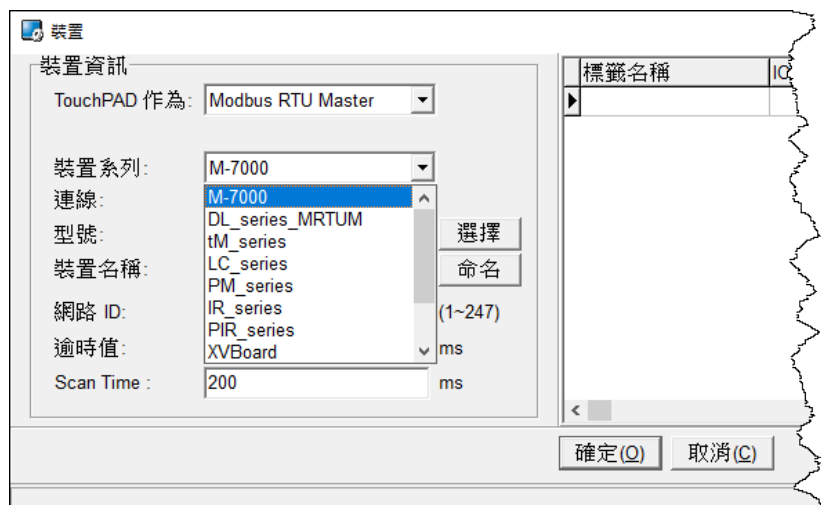 裝置
裝置資訊
TouchPAD 作為: Modbus RTU Master
裝置系列: M-7000
連線:
型號:
裝置名稱:
網路 ID:
逾時值:
Scan Time :
M-7000
DL_series_MRTUM
tM_series
LC_series
PM_series
IR_series
PIR_series
XVBoard
選擇
命名
(1~247)
ms
200 ms
標籤名稱
確定(O) 取消(C)